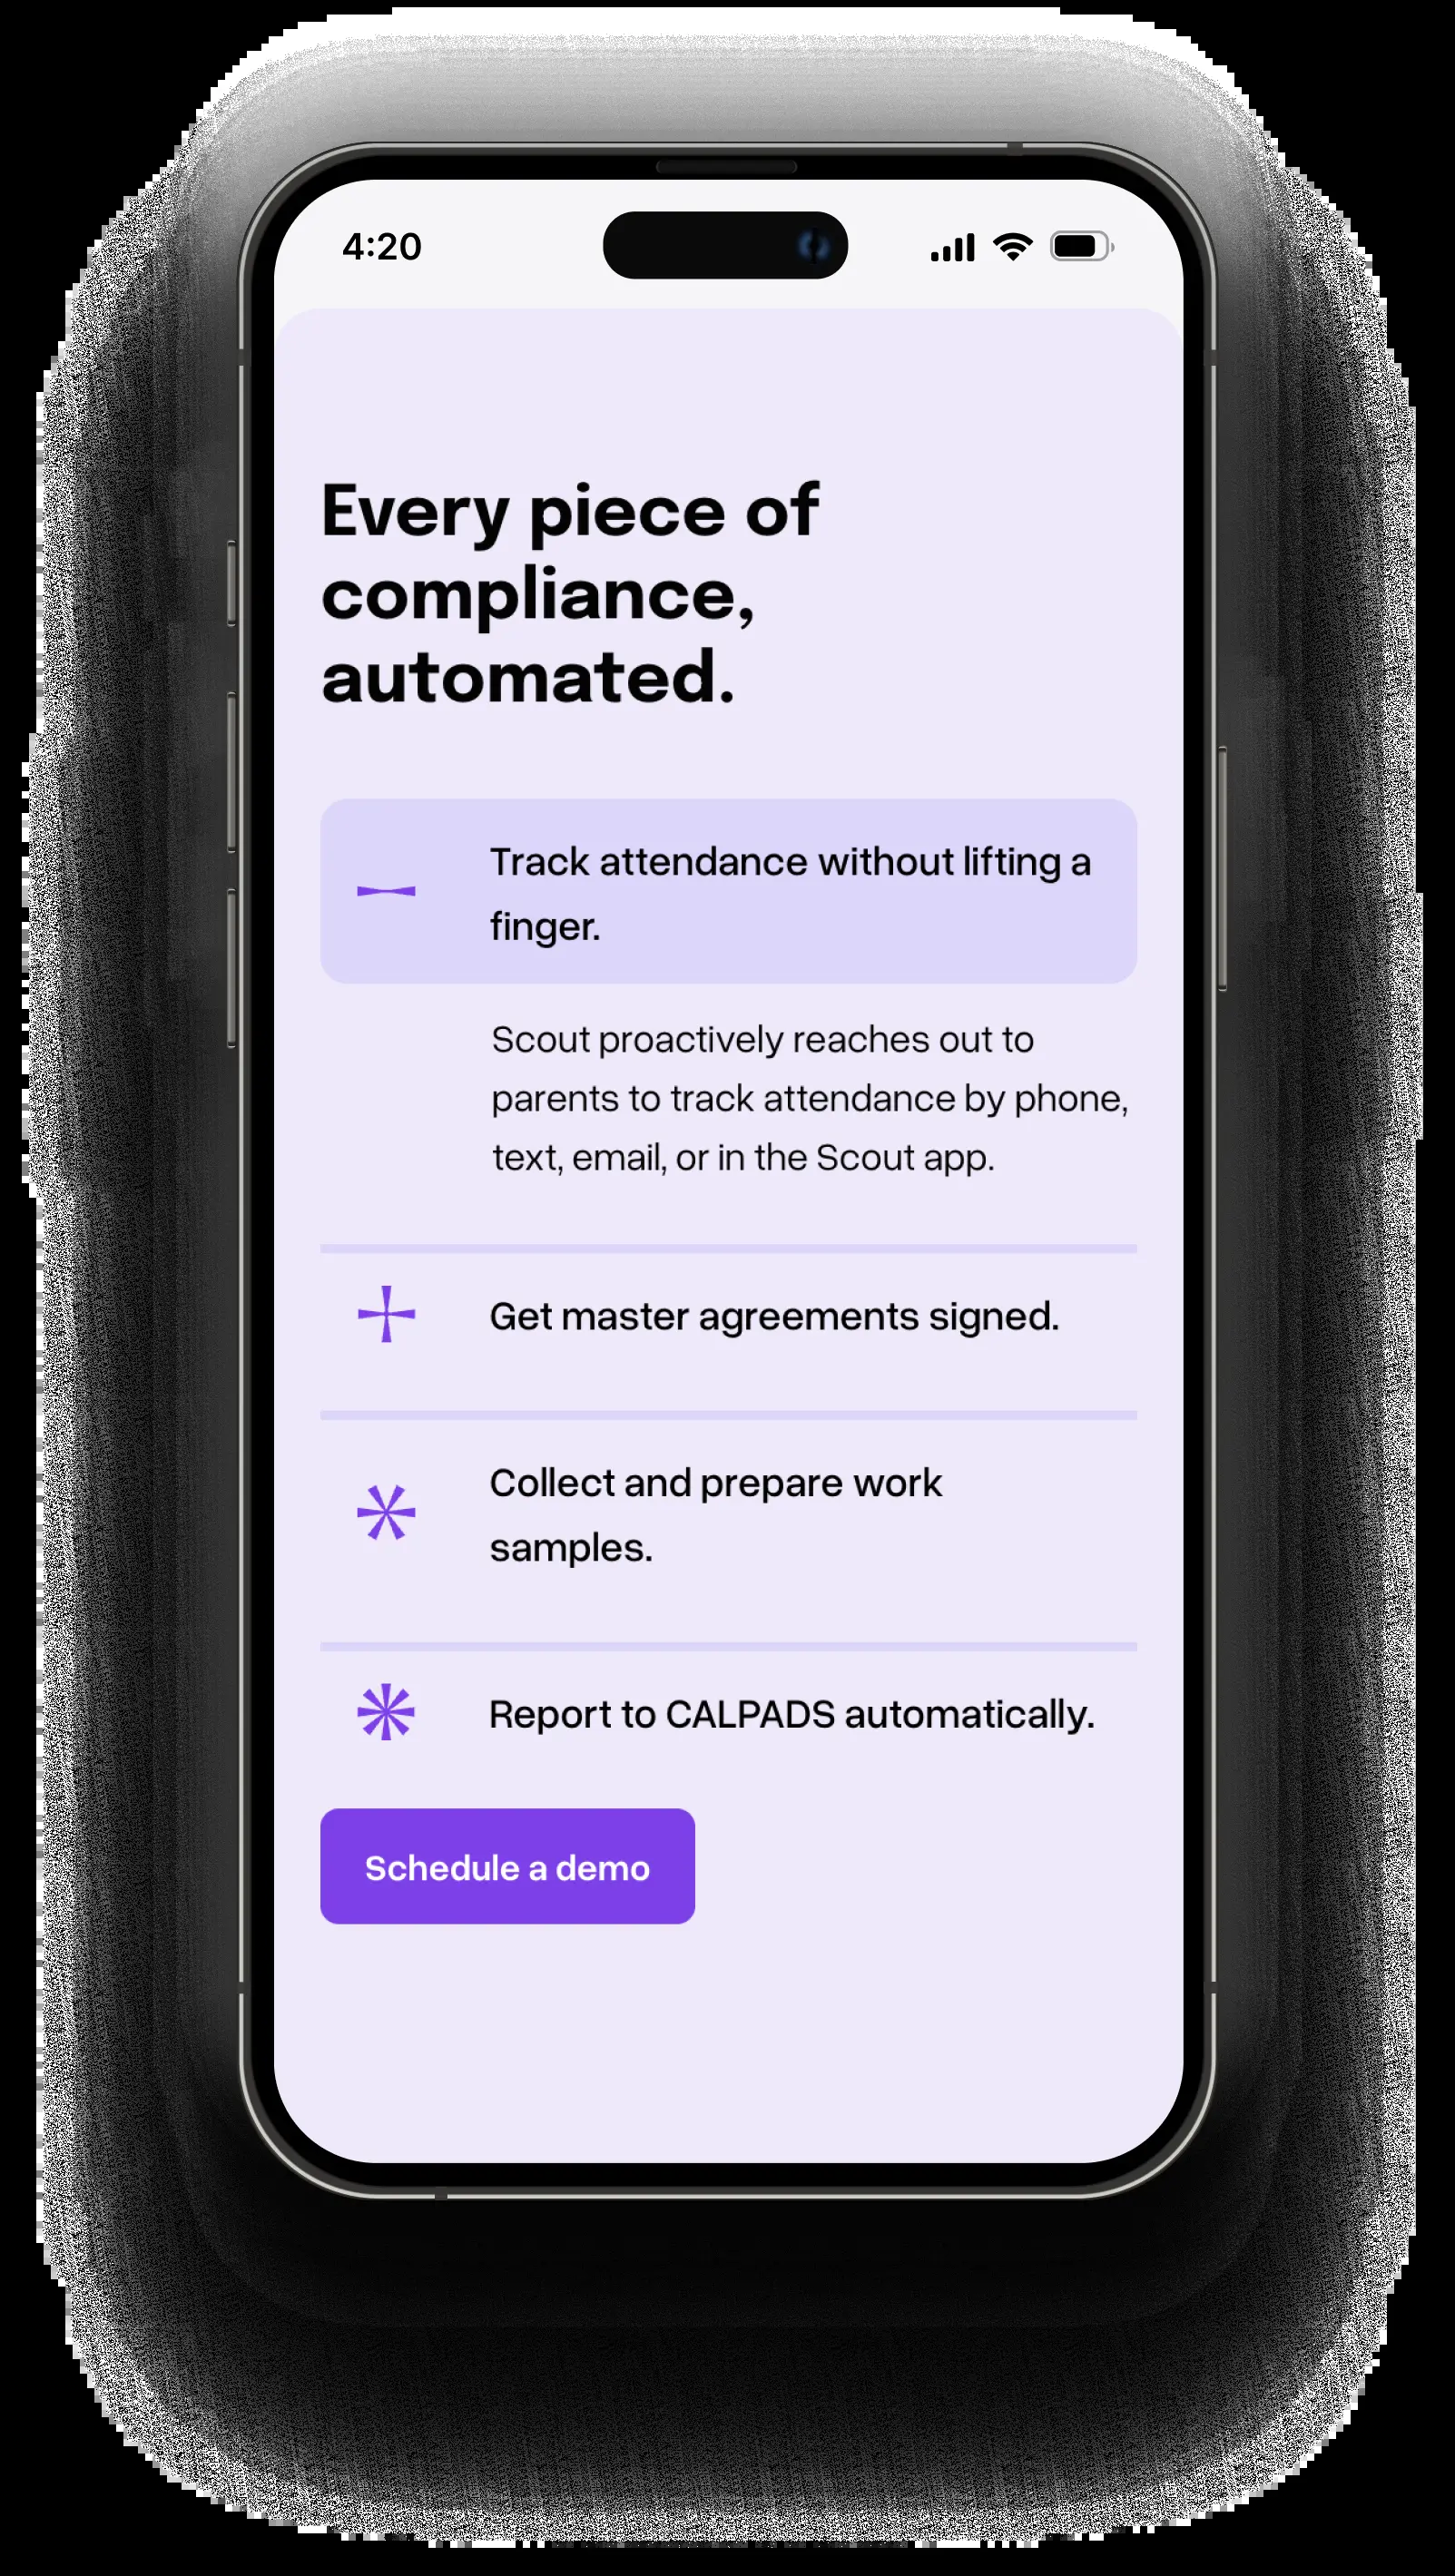 4:20
Every piece of
compliance,
automated.
Track attendance without lifting a
finger.
Scout proactively reaches out to
parents to track attendance by phone,
text, email, or in the Scout app.
Get master agreements signed.
Collect and prepare work
samples.
Report to CALPADS automatically.
Schedule a demo